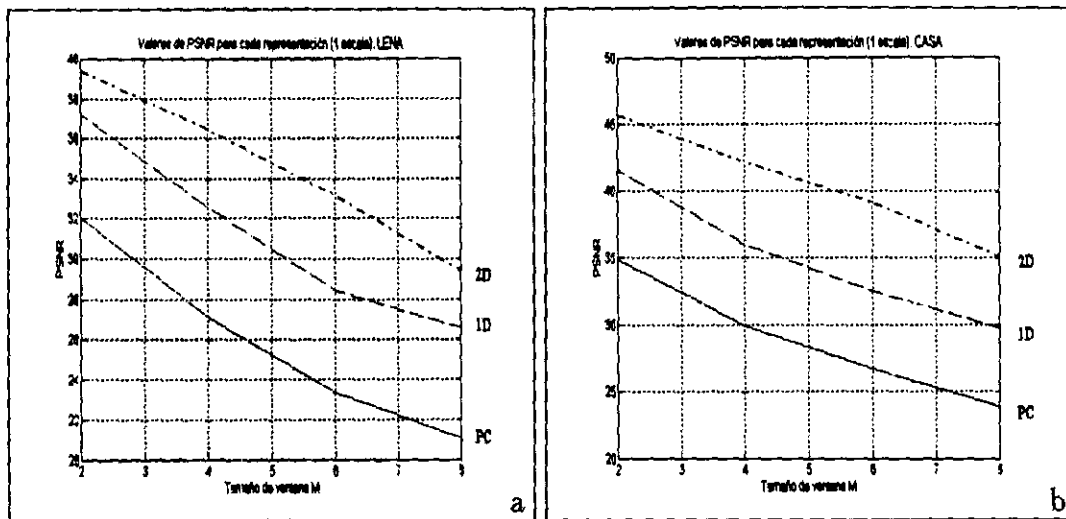 Valores de PSNR para cada representación (1 escala). LENA
40
38
36
34
32
30
28
26
24
22
20
PSNR
2 3 4 5 6 7 8
Tamaño de ventana M
2D
1D
PC
a
Valores de PSNR para cada representación (1 escala). CASA
50
45
40
35
30
25
20
PSNR
2 3 4 5 6 7 8
Tamaño de ventana M
2D
1D
PC
b